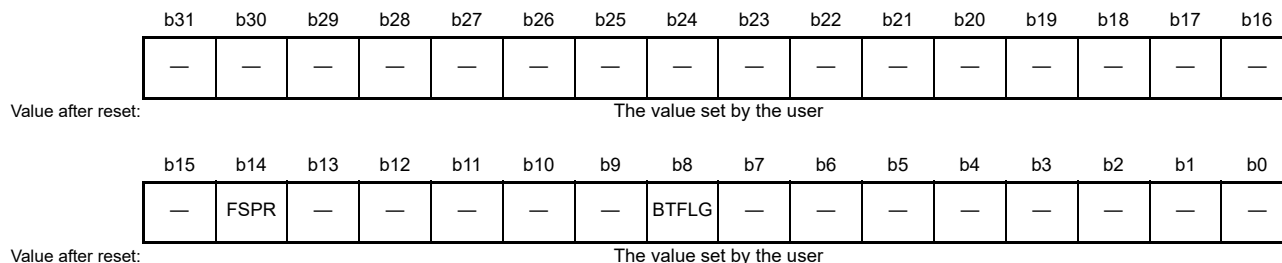 b31 b30 b29 b28 b27 b26 b25 b24 b23 b22 b21 b20 b19 b18 b17 b16
— — — — — — — — — — — — — — — —
Value after reset: The value set by the user
b15 b14 b13 b12 b11 b10 b9 b8 b7 b6 b5 b4 b3 b2 b1 b0
— FSPR — — — — — BTFLG — — — — — — — —
Value after reset: The value set by the user